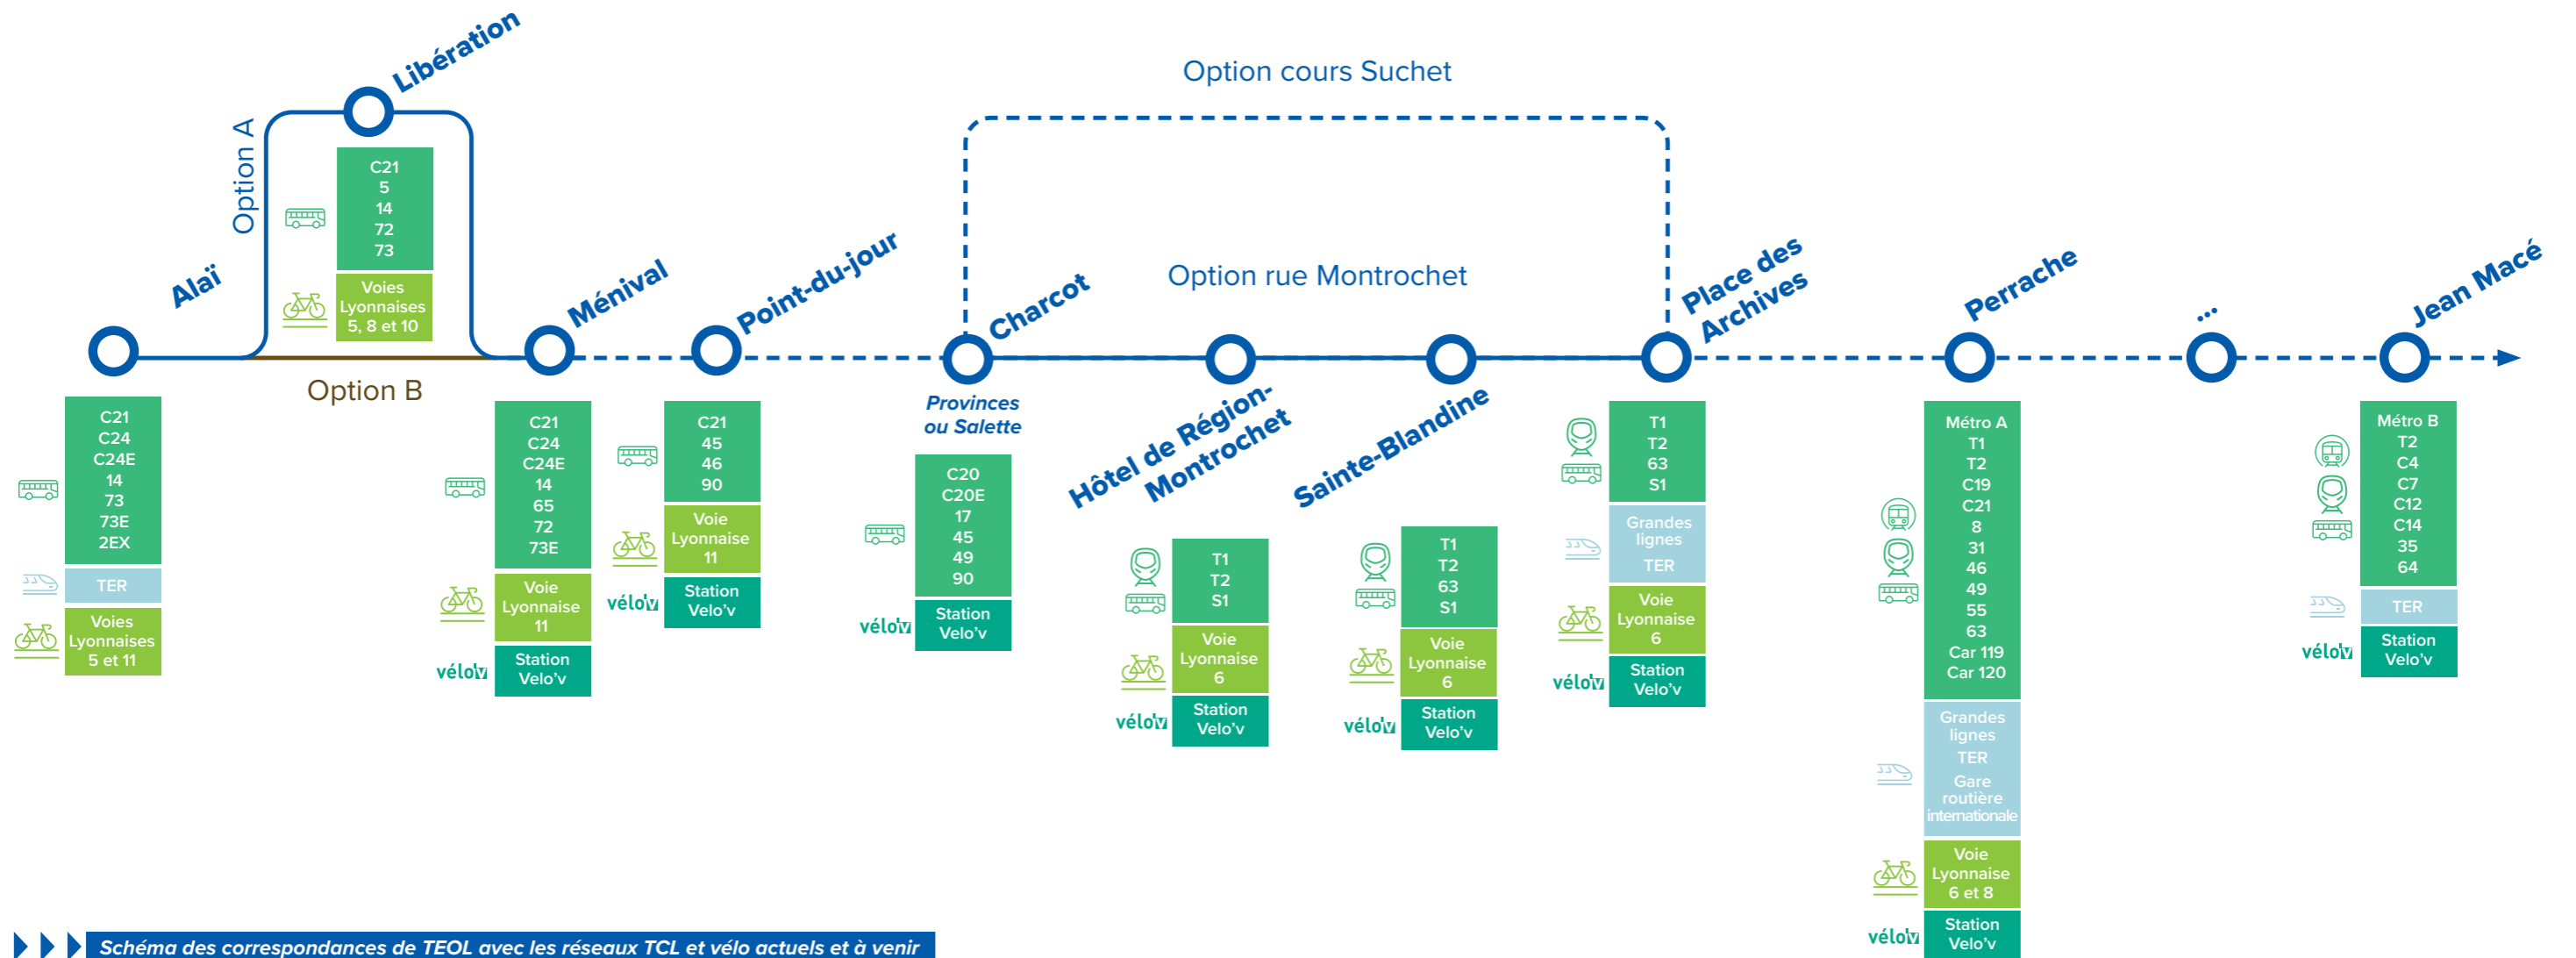 Option cours Suchet
Libération
Option A
C21
5
14
72
73
Voies
Lyonnaises
5, 8 et 10
Option B
Option rue Montrochet
Alaï
C21
C24
C24E
14
73
73E
2EX
TER
Voies
Lyonnaises
5 et 11
Ménival
C21
C24
C24E
14
65
72
73E
Voie
Lyonnaise
11
vélo'v
Station
Velo'v
Point-du-jour
C21
45
46
90
Voie
Lyonnaise
11
vélo'v
Station
Velo'v
Charcot
Provinces
ou Salette
C20
C20E
17
45
49
90
vélo'v
Station
Velo'v
Hôtel de Région-
Montrochet
T1
T2
S1
Voie
Lyonnaise
6
vélo'v
Station
Velo'v
Sainte-Blandine
T1
T2
63
S1
Voie
Lyonnaise
6
vélo'v
Station
Velo'v
Place des
Archives
T1
T2
63
S1
Grandes
lignes
TER
Voie
Lyonnaise
6
vélo'v
Station
Velo'v
Perrache
Métro A
T1
T2
C19
C21
8
31
46
49
55
63
Car 119
Car 120
Grandes
lignes
TER
Gare
routière
internationale
Voie
Lyonnaise
6 et 8
vélo'v
Station
Velo'v
...
Jean Macé
Métro B
T2
C4
C7
C12
C14
35
64
TER
vélo'v
Station
Velo'v
Schéma des correspondances de TEOL avec les réseaux TCL et vélo actuels et à venir